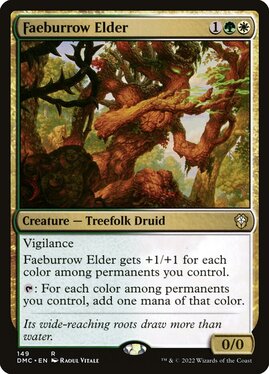 Faeburrow Elder 1
Creature — Treefolk Druid
Vigilance
Faeburrow Elder gets +1/+1 for each
color among permanents you control.
: For each color among permanents
you control, add one mana of that color.
Its wide-reaching roots draw more than
water.
0/0
149 R
DMC • EN Raoul Vitale ™ & © 2022 Wizards of the Coast